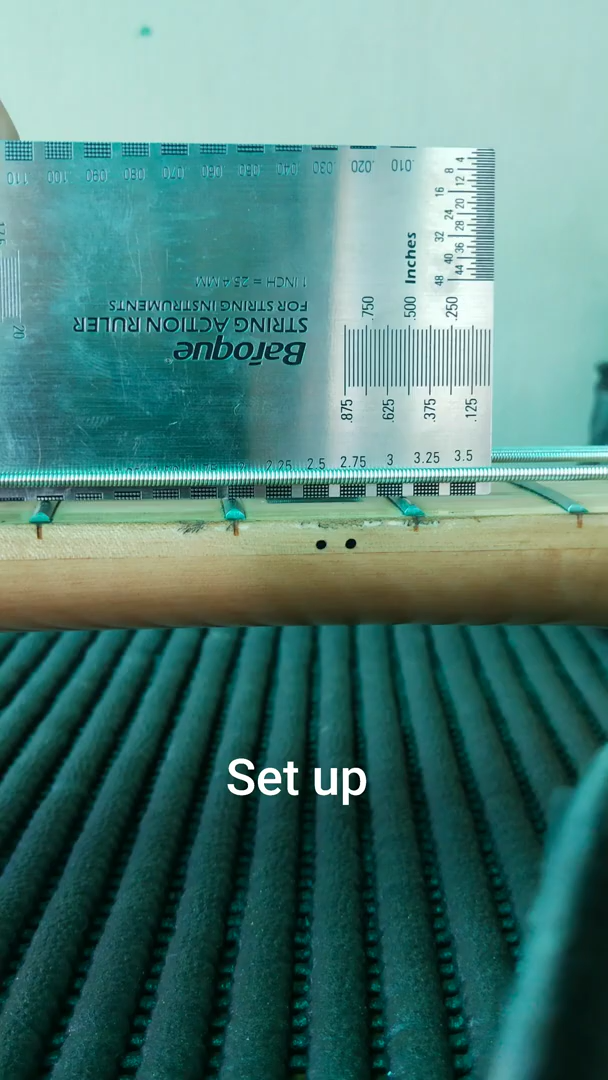 .010 .020 .030 .040 .050 .060 .070 .080 .090 .100 .110
4
8
12
16
20
24
28
32
36
40
44
48
Inches
1 INCH = 25.4 MM
FOR STRING INSTRUMENTS
STRING ACTION RULER
Baroque
20
.750 .500 .250
.875 .625 .375 .125
2.25 2.5 2.75 3 3.25 3.5
Set up